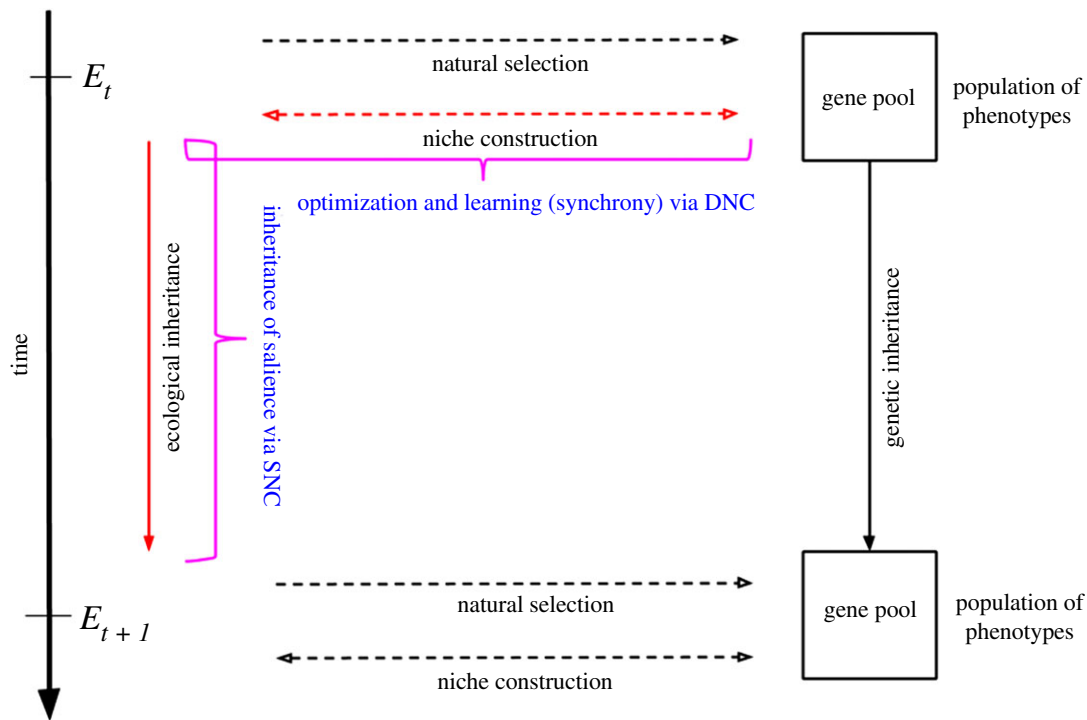 natural selection
E_t
gene pool
population of
phenotypes
niche construction
optimization and learning (synchrony) via DNC
time
ecological inheritance
inheritance of salience via SNC
genetic inheritance
natural selection
E_{t + 1}
gene pool
population of
phenotypes
niche construction